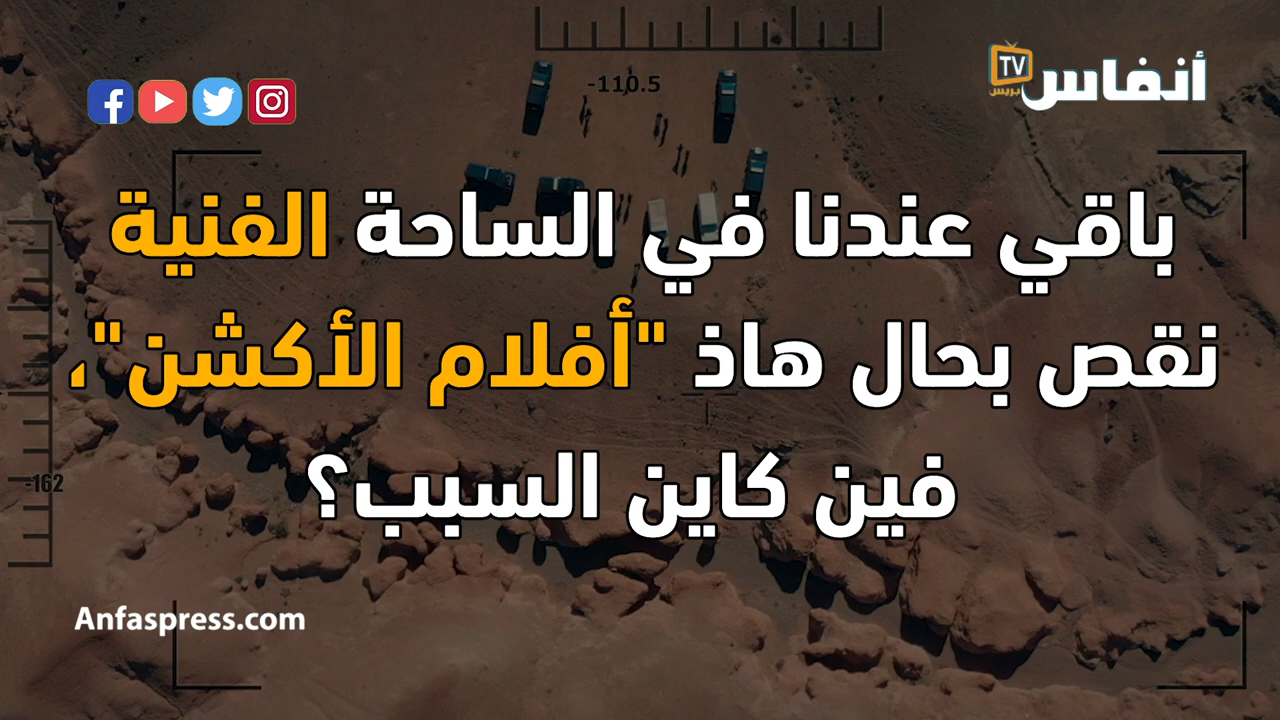 أنفاس
TV
بريس
-110.5
باقي عندنا في الساحة الفنية
نقص بحال هاذ "أفلام الأكشن"،
فين كاين السبب؟
-162
Anfaspress.com